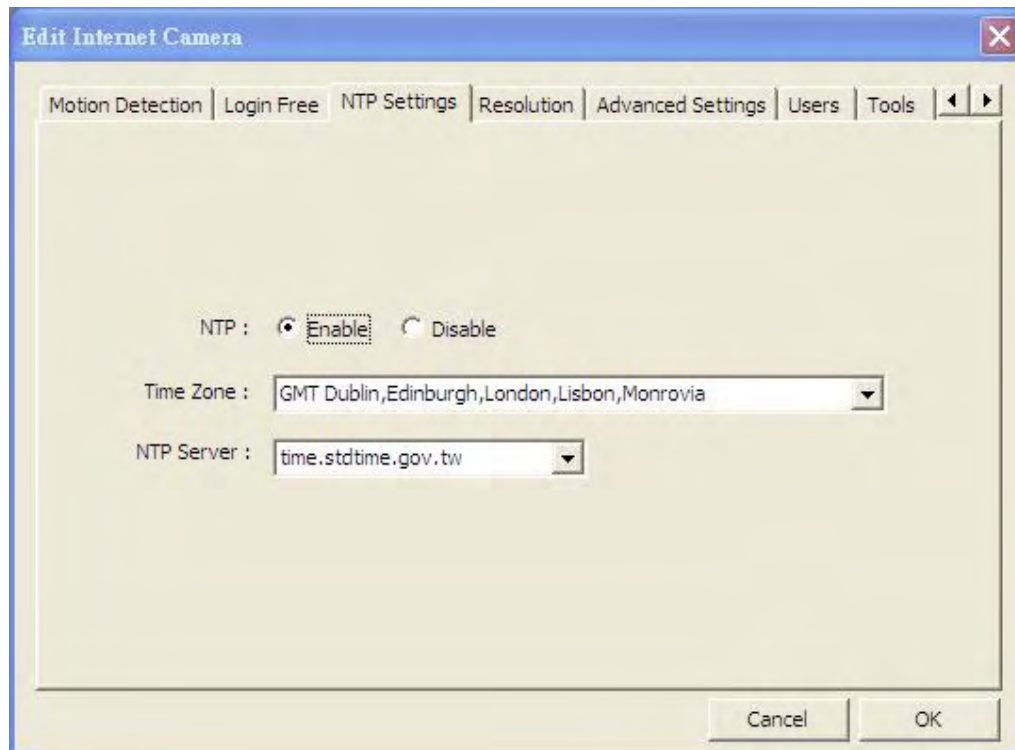 Edit Internet Camera
Motion Detection Login Free NTP Settings Resolution Advanced Settings Users Tools
NTP : Enable Disable
Time Zone : GMT Dublin,Edinburgh,London,Lisbon,Monrovia
NTP Server : time.stdtime.gov.tw
Cancel OK